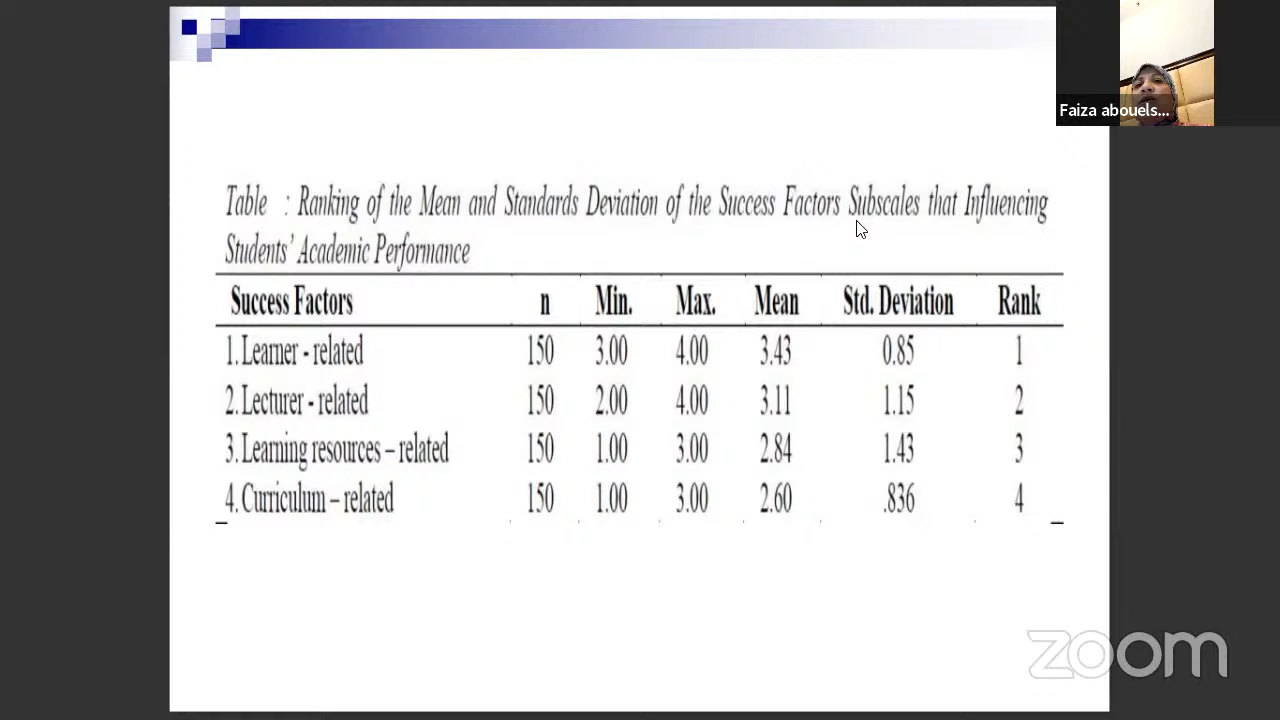 Faiza abouels...
Table : Ranking of the Mean and Standards Deviation of the Success Factors Subscales that Influencing
Students' Academic Performance
Success Factors n Min. Max. Mean Std. Deviation Rank
1. Learner - related 150 3.00 4.00 3.43 0.85 1
2. Lecturer - related 150 2.00 4.00 3.11 1.15 2
3. Learning resources – related 150 1.00 3.00 2.84 1.43 3
4. Curriculum – related 150 1.00 3.00 2.60 .836 4
zoom